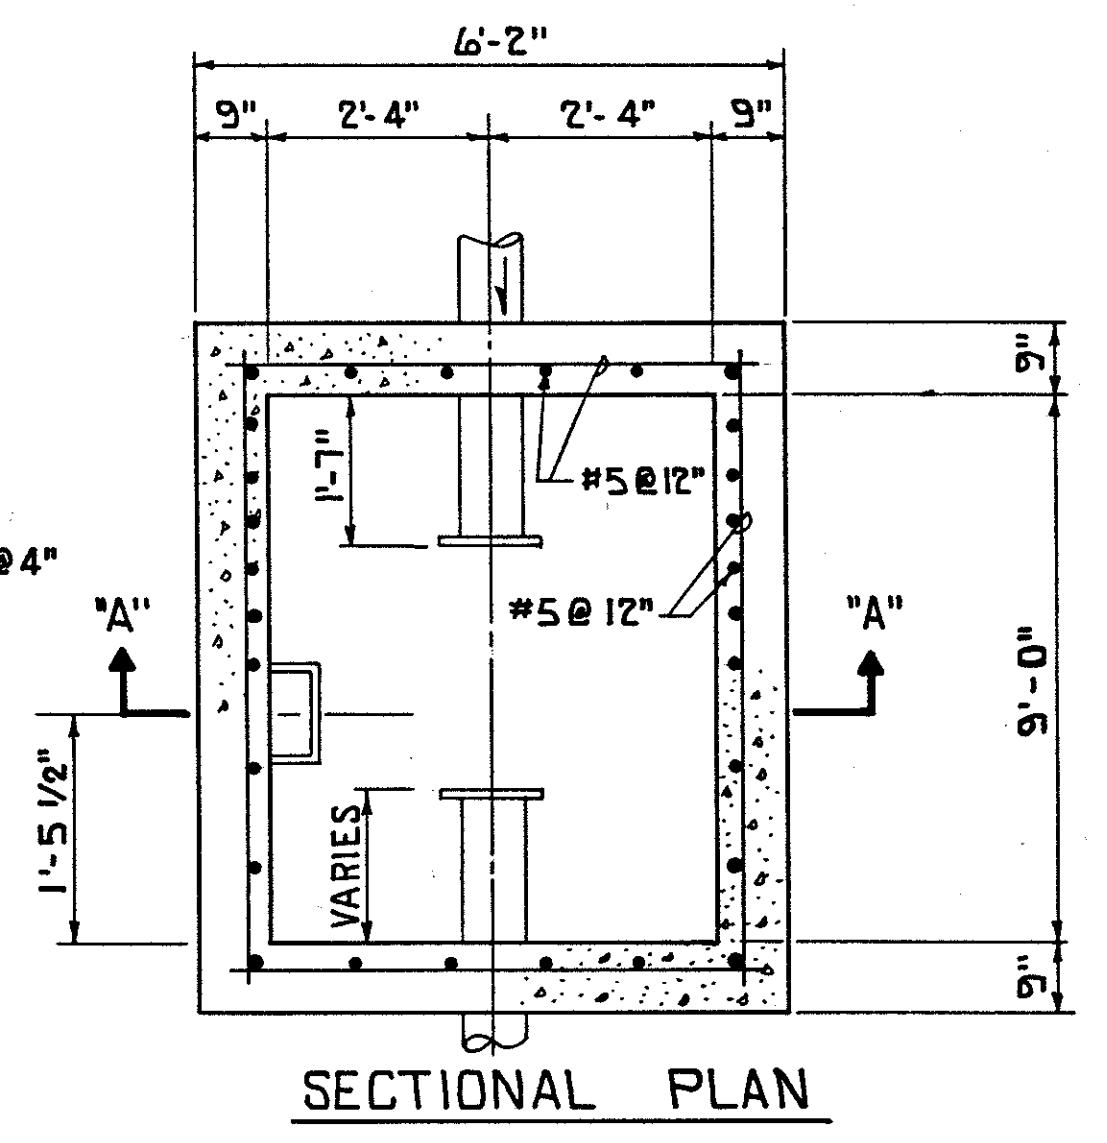 6'-2"
9" 2'-4" 2'-4" 9"
9"
1'-7"
#5@12"
@4"
#5@12"
"A" "A"
9'-0"
1'-5 1/2"
VARIES
9"
SECTIONAL PLAN